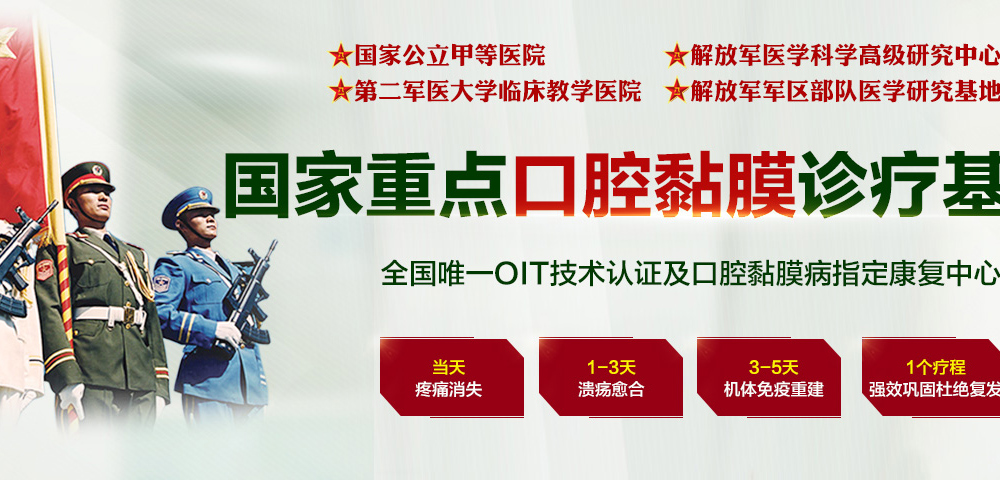 国家公立甲等医院
解放军医学科学高级研究中心
第二军医大学临床教学医院
解放军军区部队医学研究基地
国家重点口腔黏膜诊疗基
全国唯一OIT技术认证及口腔黏膜病指定康复中心
当天
疼痛消失
1-3天
溃疡愈合
3-5天
机体免疫重建
1个疗程
强效巩固杜绝复发